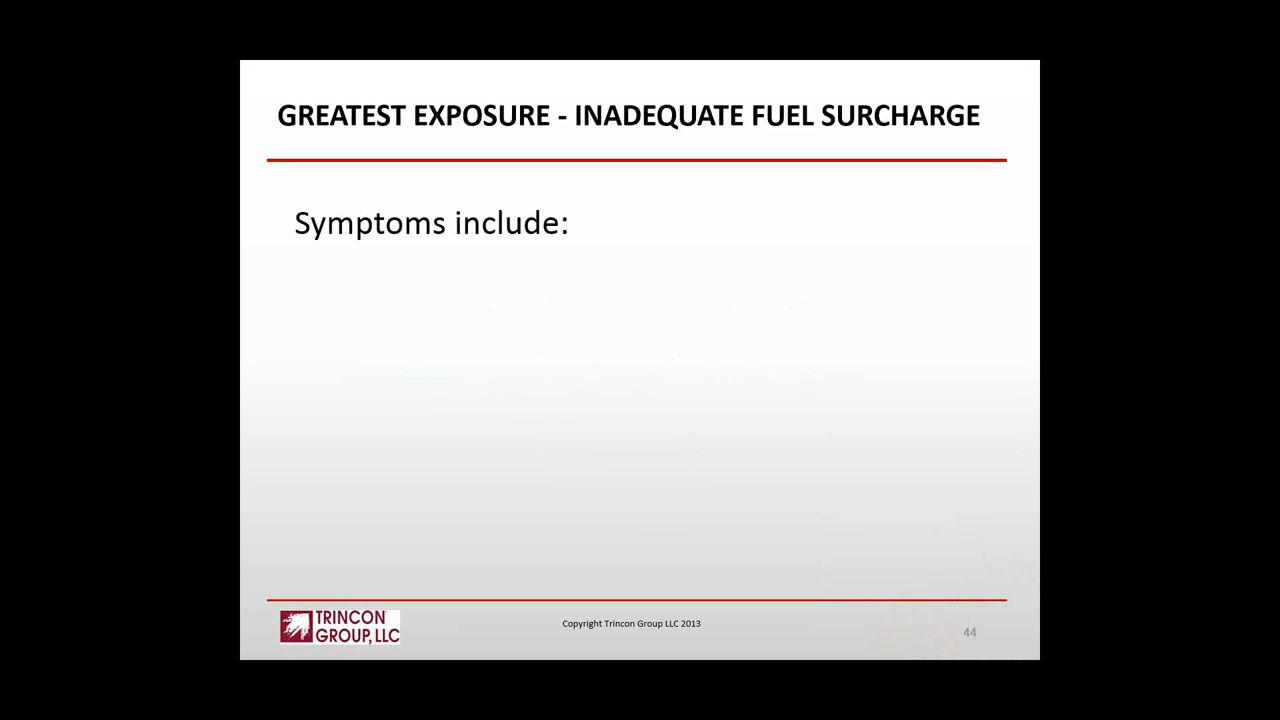 GREATEST EXPOSURE - INADEQUATE FUEL SURCHARGE
Symptoms include:
TRINCON
GROUP, LLC
Copyright Trincon Group LLC 2013
44